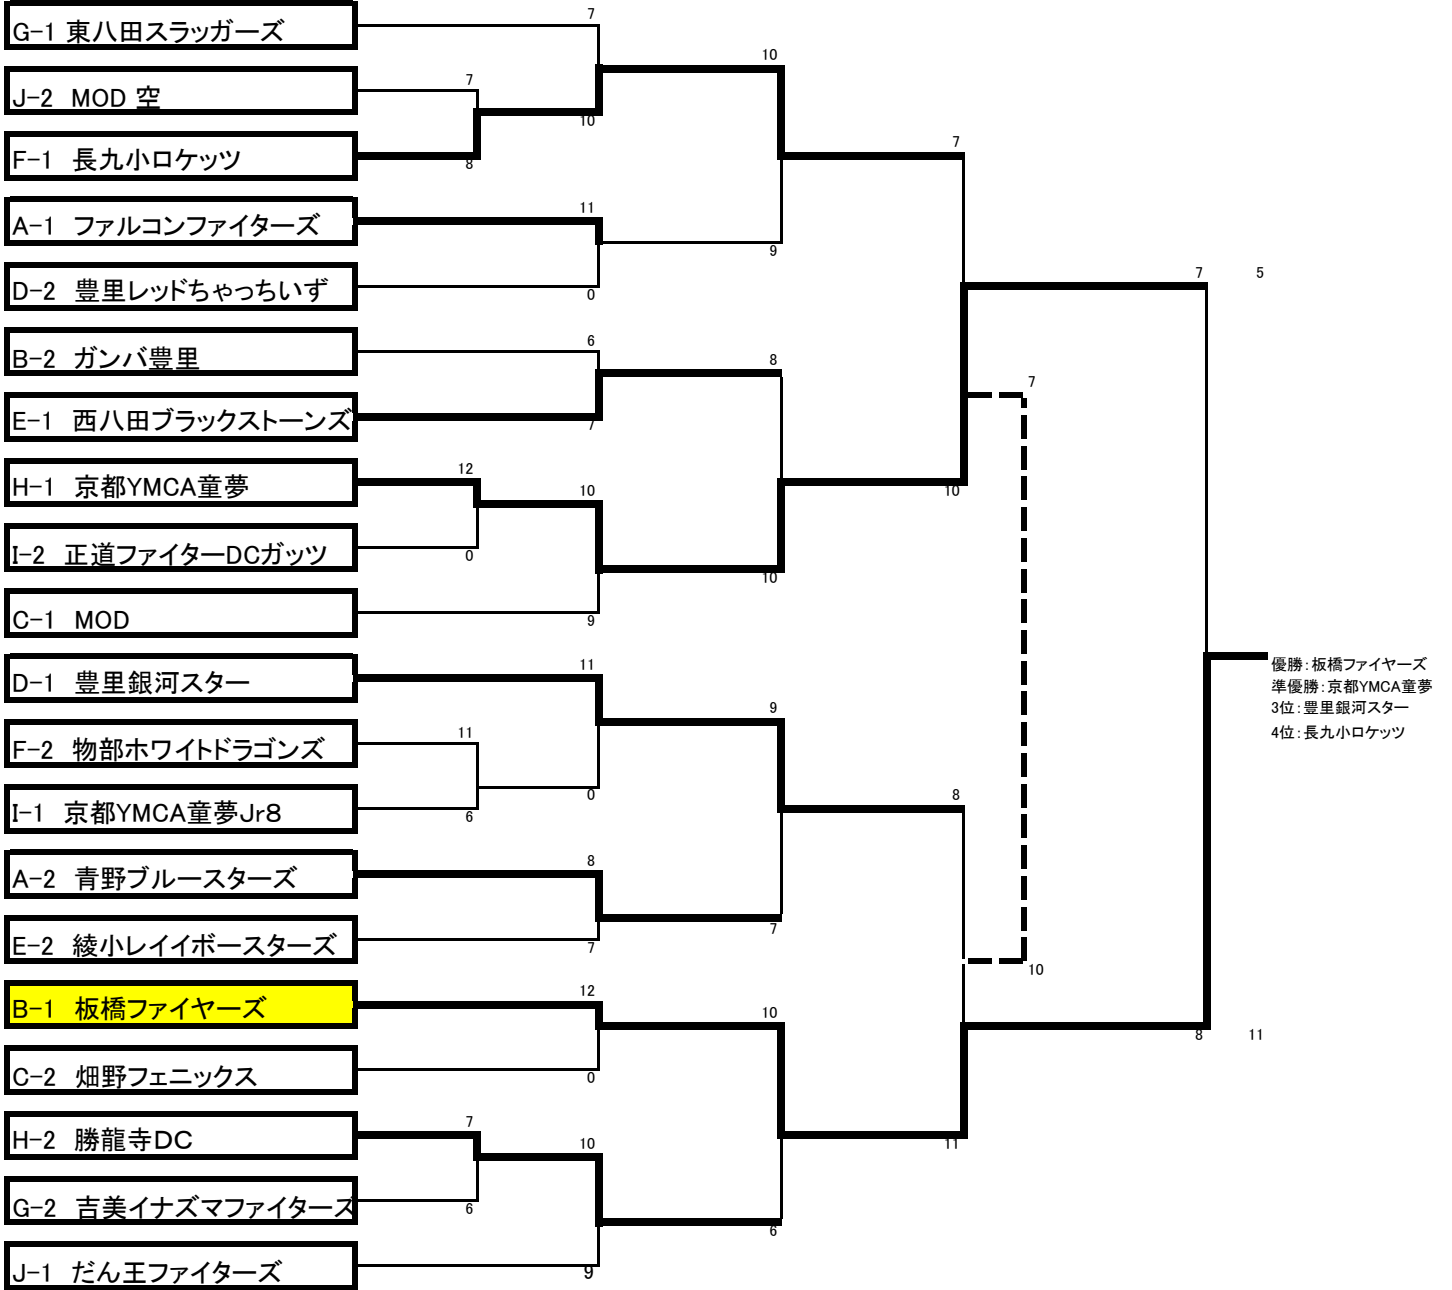 7
G-1 東八田スラッガーズ
10
7
J-2 MOD 空
10
7
F-1 長九小ロケッツ
8
11
A-1 ファルコンファイターズ
9
7 5
D-2 豊里レッドちゃっちいず
0
6
B-2 ガンバ豊里
8
7
E-1 西八田ブラックストーンズ
7
12
H-1 京都YMCA童夢
10
10
I-2 正道ファイターDCガッツ
0
10
C-1 MOD
9
11
優勝:板橋ファイヤーズ
D-1 豊里銀河スター
準優勝:京都YMCA童夢
3位:豊里銀河スター
9
4位:長九小ロケッツ
11
F-2 物部ホワイトドラゴンズ
0
8
I-1 京都YMCA童夢Jr8
6
8
A-2 青野ブルースターズ
7
E-2 綾小レイイボースターズ
7
10
12
B-1 板橋ファイヤーズ
10
8 11
C-2 畑野フェニックス
0
7
H-2 勝龍寺DC
10
11
G-2 吉美イナズマファイターズ
6
6
J-1 だん王ファイターズ
9